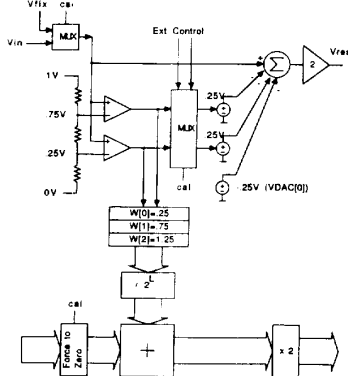 Vfix cal
Vin
MUX
Ext Control
1V
.75V
.25V
0V
MUX
cal
.25V
.25V
.25V (VDAC[0])
+
Σ
2
Vres
W[0]=.25
W[1]=.75
W[2]=1.25
2^L
cal
Force to
Zero
+
x 2